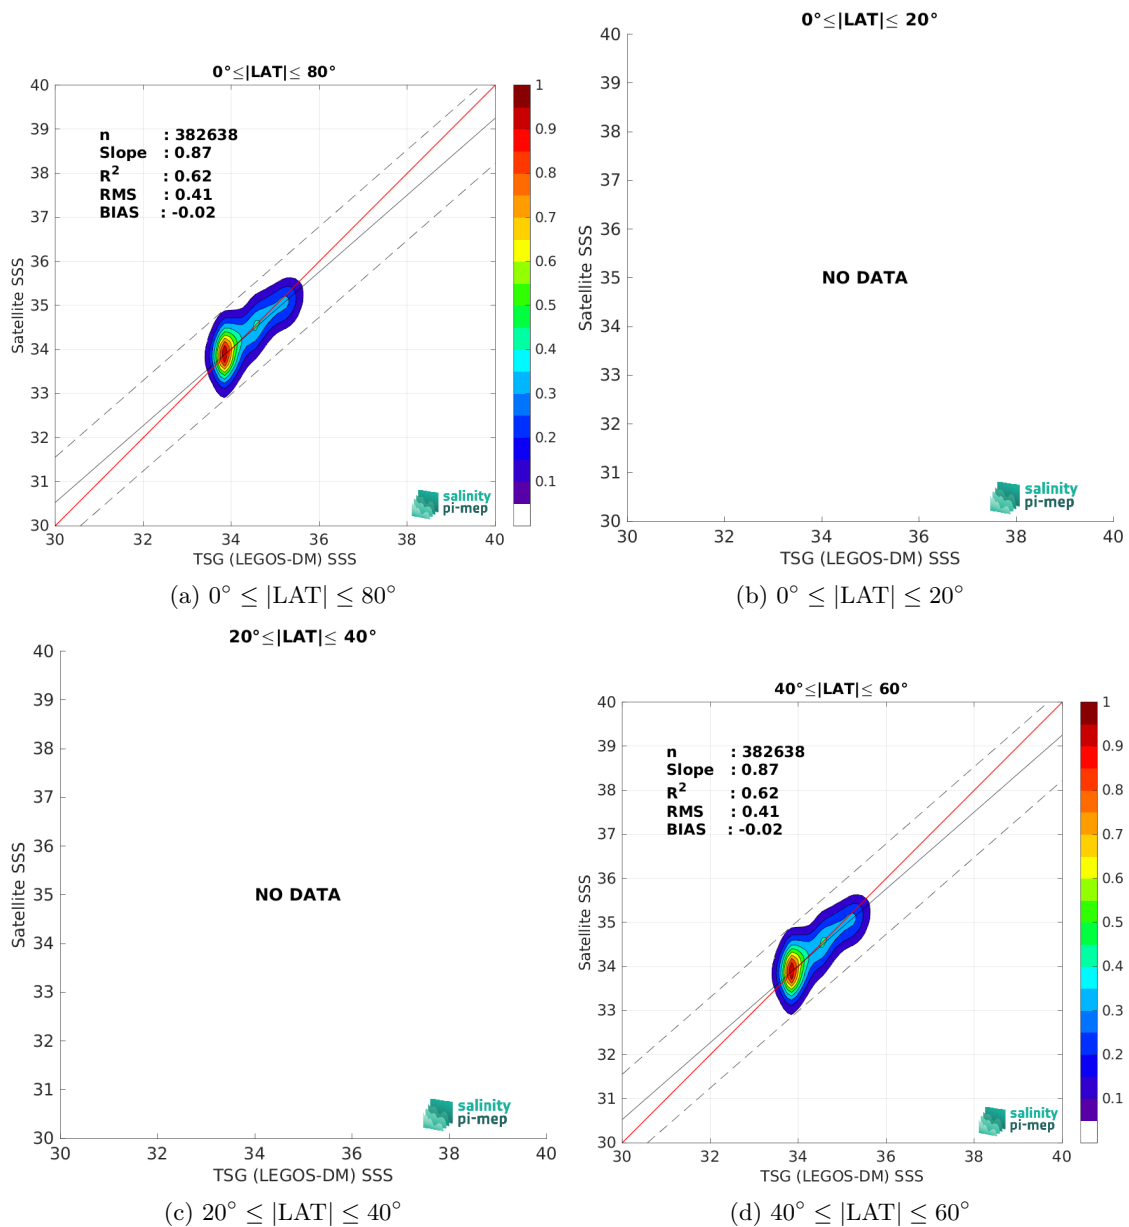 0°≤|LAT|≤ 80°
n : 382638
Slope : 0.87
R² : 0.62
RMS : 0.41
BIAS : -0.02
40
39
38
37
36
35
34
33
32
31
30
Satellite SSS
30 32 34 36 38 40
TSG (LEGOS-DM) SSS
1
0.9
0.8
0.7
0.6
0.5
0.4
0.3
0.2
0.1
salinity
pi-mep
(a) 0° ≤ |LAT| ≤ 80°
0°≤|LAT|≤ 20°
40
39
38
37
36
35
34
33
32
31
30
Satellite SSS
NO DATA
salinity
pi-mep
30 32 34 36 38 40
TSG (LEGOS-DM) SSS
(b) 0° ≤ |LAT| ≤ 20°
20°≤|LAT|≤ 40°
40
39
38
37
36
35
34
33
32
31
30
Satellite SSS
NO DATA
salinity
pi-mep
30 32 34 36 38 40
TSG (LEGOS-DM) SSS
(c) 20° ≤ |LAT| ≤ 40°
40°≤|LAT|≤ 60°
n : 382638
Slope : 0.87
R² : 0.62
RMS : 0.41
BIAS : -0.02
40
39
38
37
36
35
34
33
32
31
30
Satellite SSS
30 32 34 36 38 40
TSG (LEGOS-DM) SSS
1
0.9
0.8
0.7
0.6
0.5
0.4
0.3
0.2
0.1
salinity
pi-mep
(d) 40° ≤ |LAT| ≤ 60°